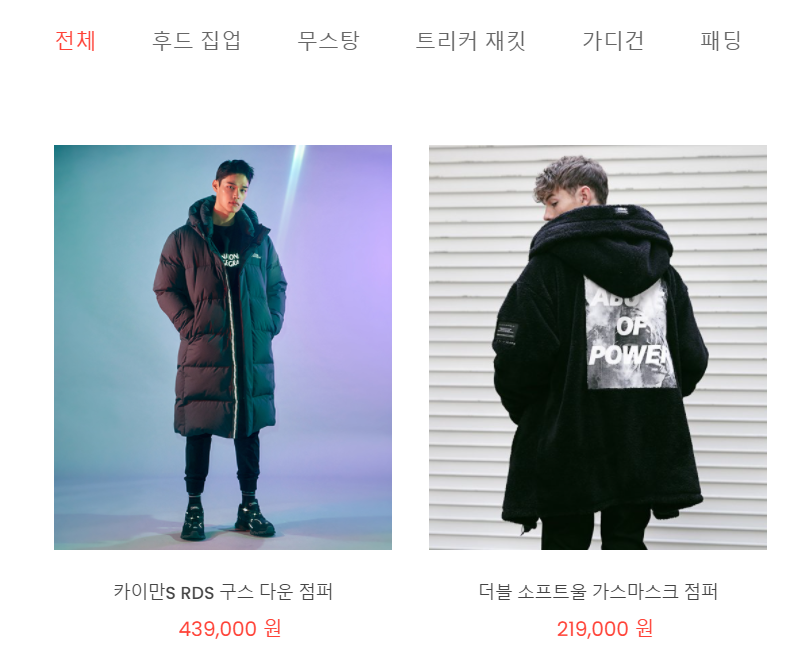 전체 후드 집업 무스탕 트리커 재킷 가디건 패딩
OF
POWER
카이만S RDS 구스 다운 점퍼 더블 소프트울 가스마스크 점퍼
439,000 원 219,000 원